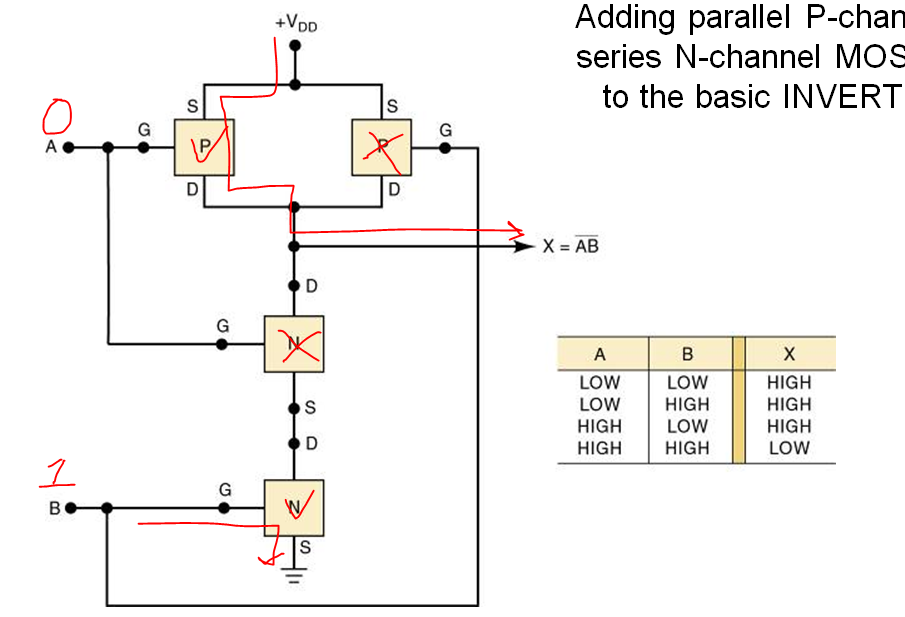 Adding parallel P-chan
series N-channel MOS
to the basic INVERT
+VDD
S
S
0
A
G
P
P
G
D
D
X = A̅B̅
D
G
N
S
D
1
B
G
N
S
A B X
LOW LOW HIGH
LOW HIGH HIGH
HIGH LOW HIGH
HIGH HIGH LOW